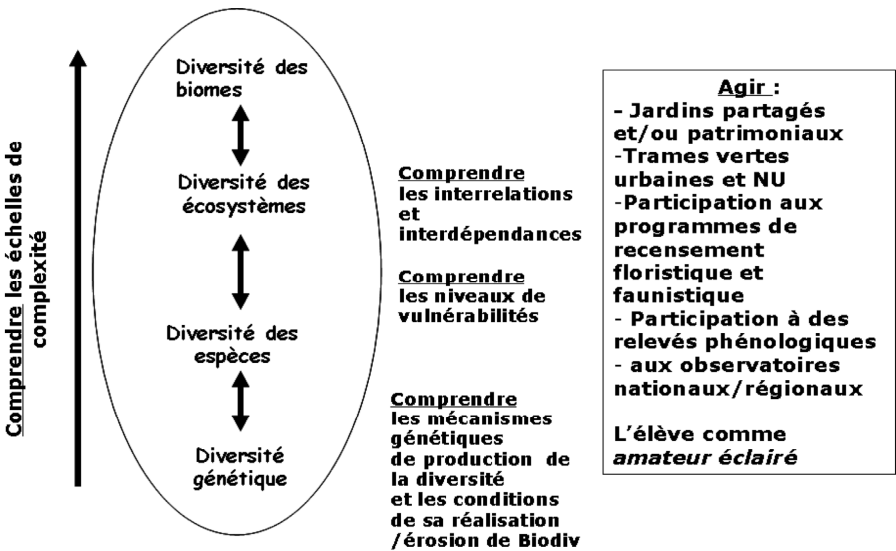 Comprendre les échelles de
complexité
Diversité des
biomes
Diversité des
écosystèmes
Diversité des
espèces
Diversité
génétique
Comprendre
les interrelations
et
interdépendances
Comprendre
les niveaux de
vulnérabilités
Comprendre
les mécanismes
génétiques
de production de
la diversité
et les conditions
de sa réalisation
/érosion de Biodiv
Agir :
- Jardins partagés
et/ou patrimoniaux
-Trames vertes
urbaines et NU
-Participation aux
programmes de
recensement
floristique et
faunistique
- Participation à des
relevés phénologiques
- aux observatoires
nationaux/régionaux
L'élève comme
amateur éclairé